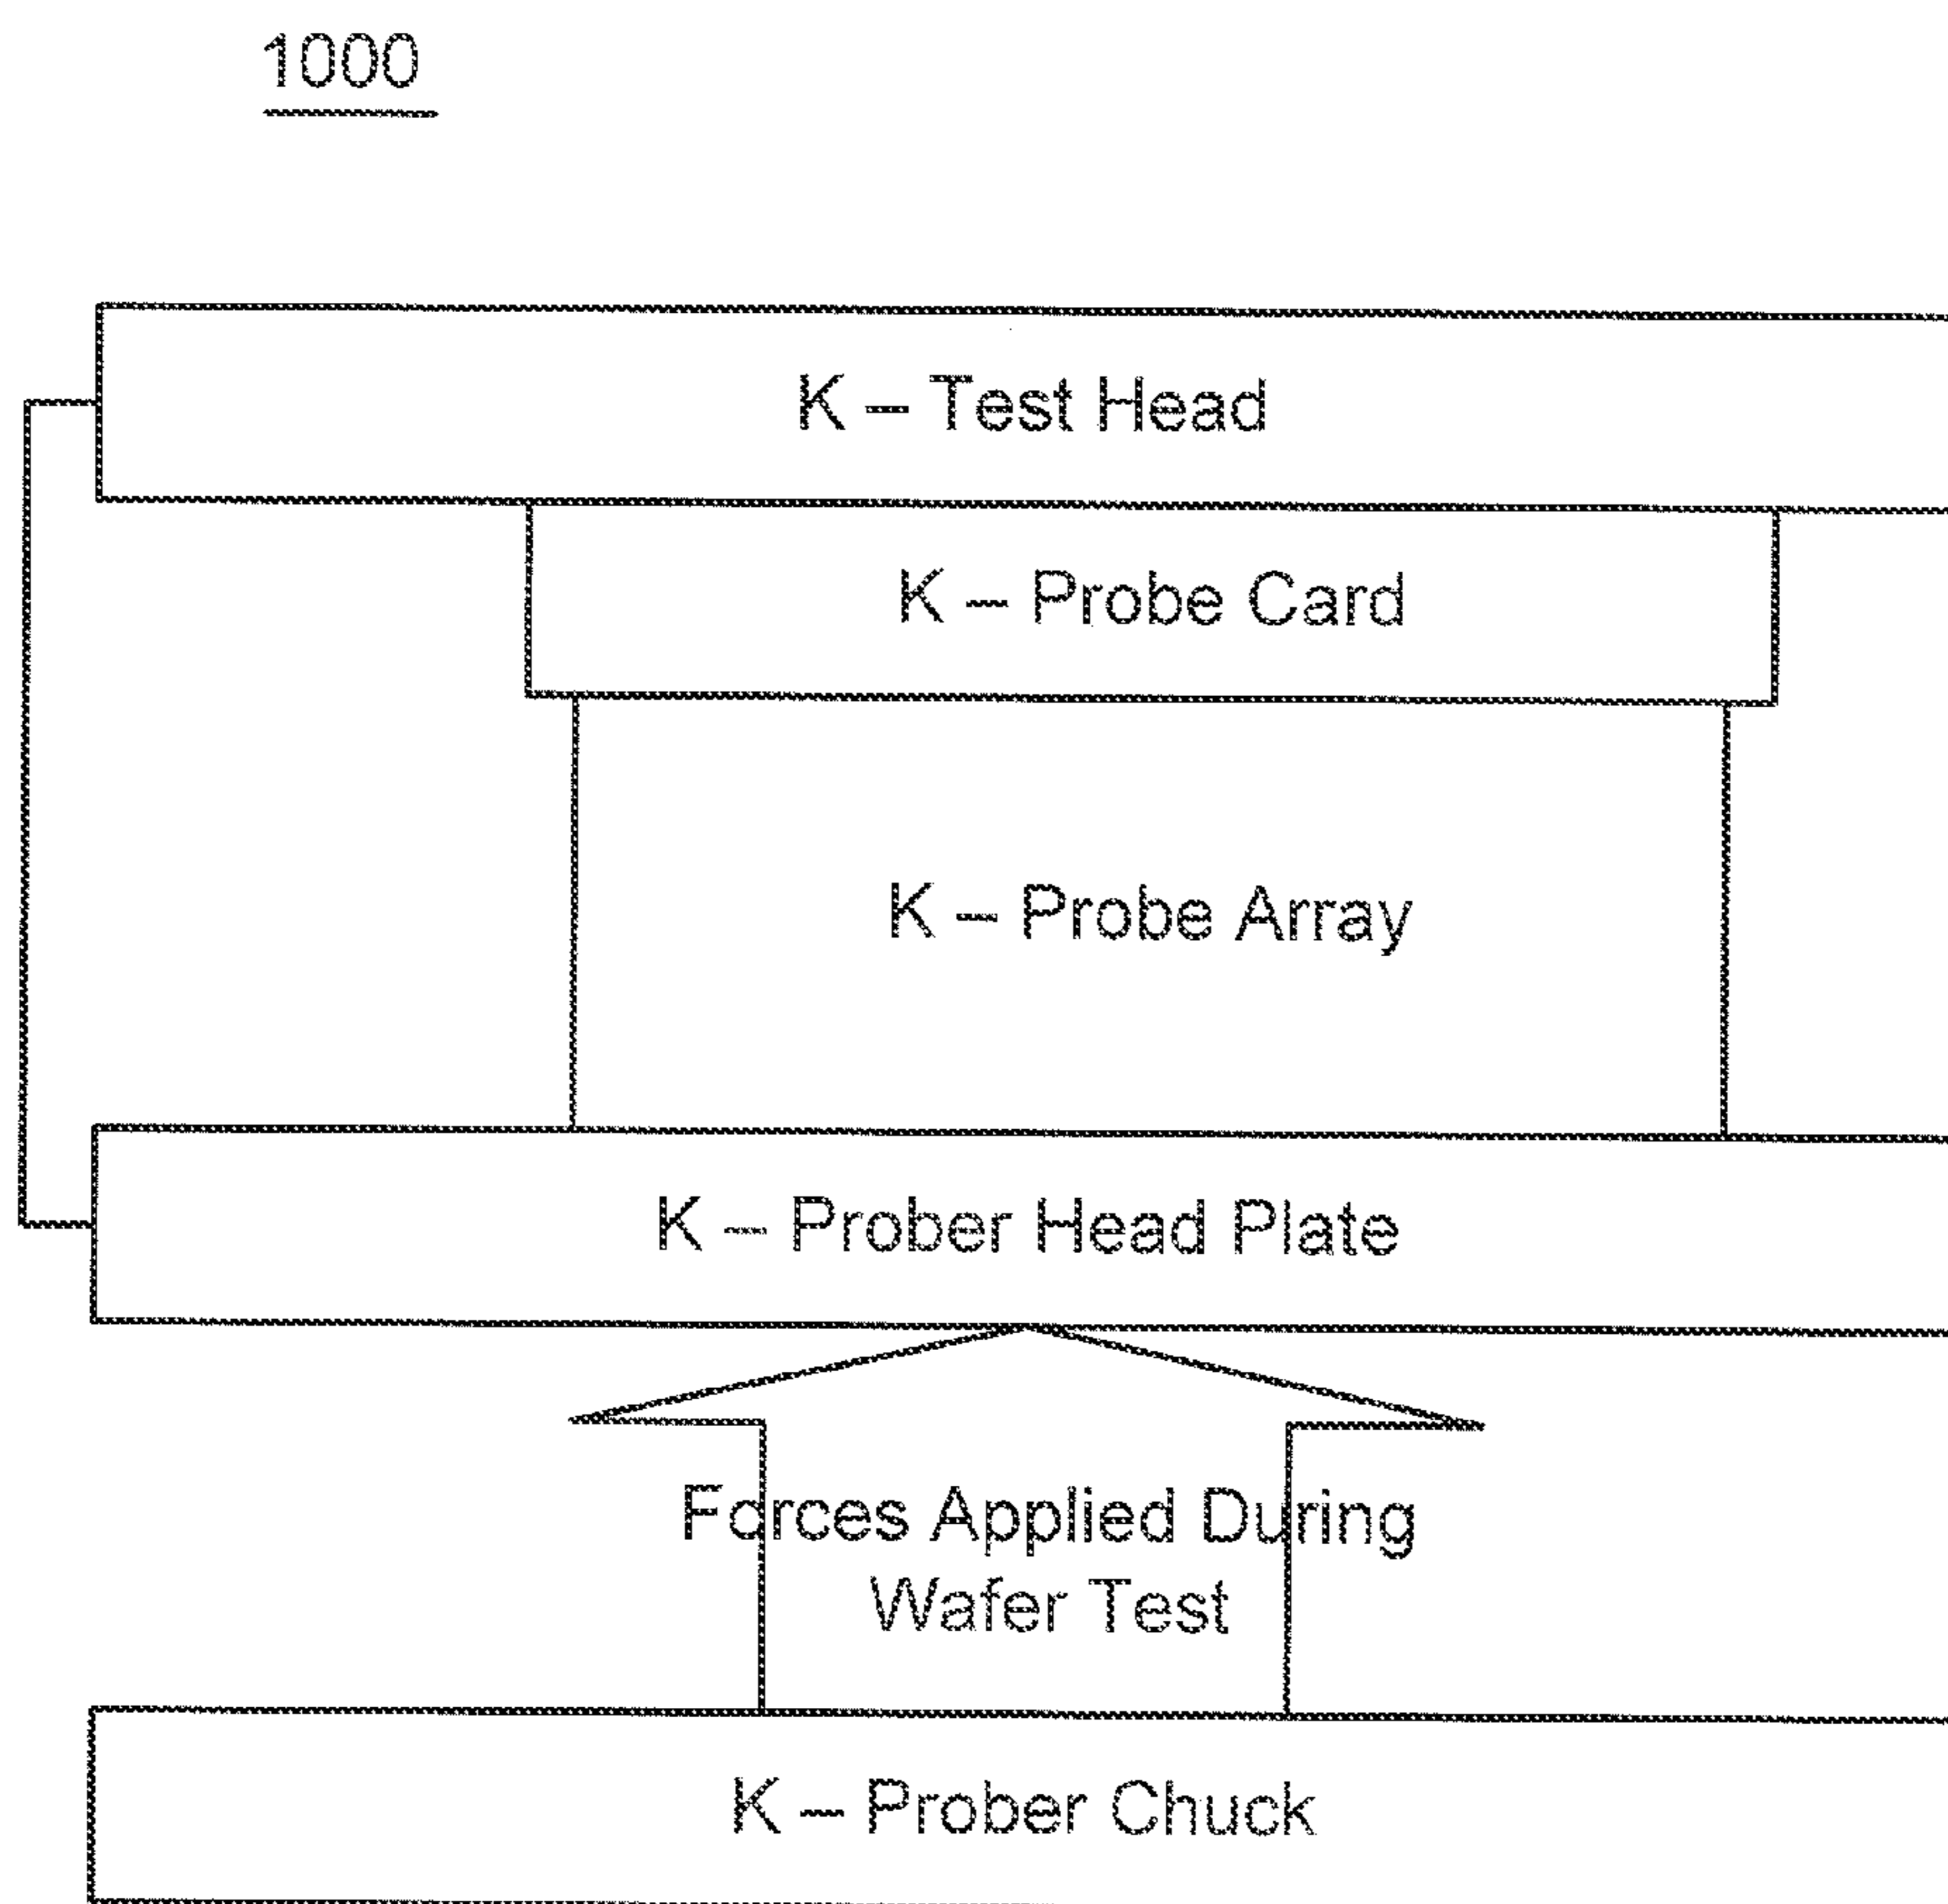 1000
K – Test Head
K – Probe Card
K – Probe Array
K – Prober Head Plate
Forces Applied During
Wafer Test
K – Prober Chuck